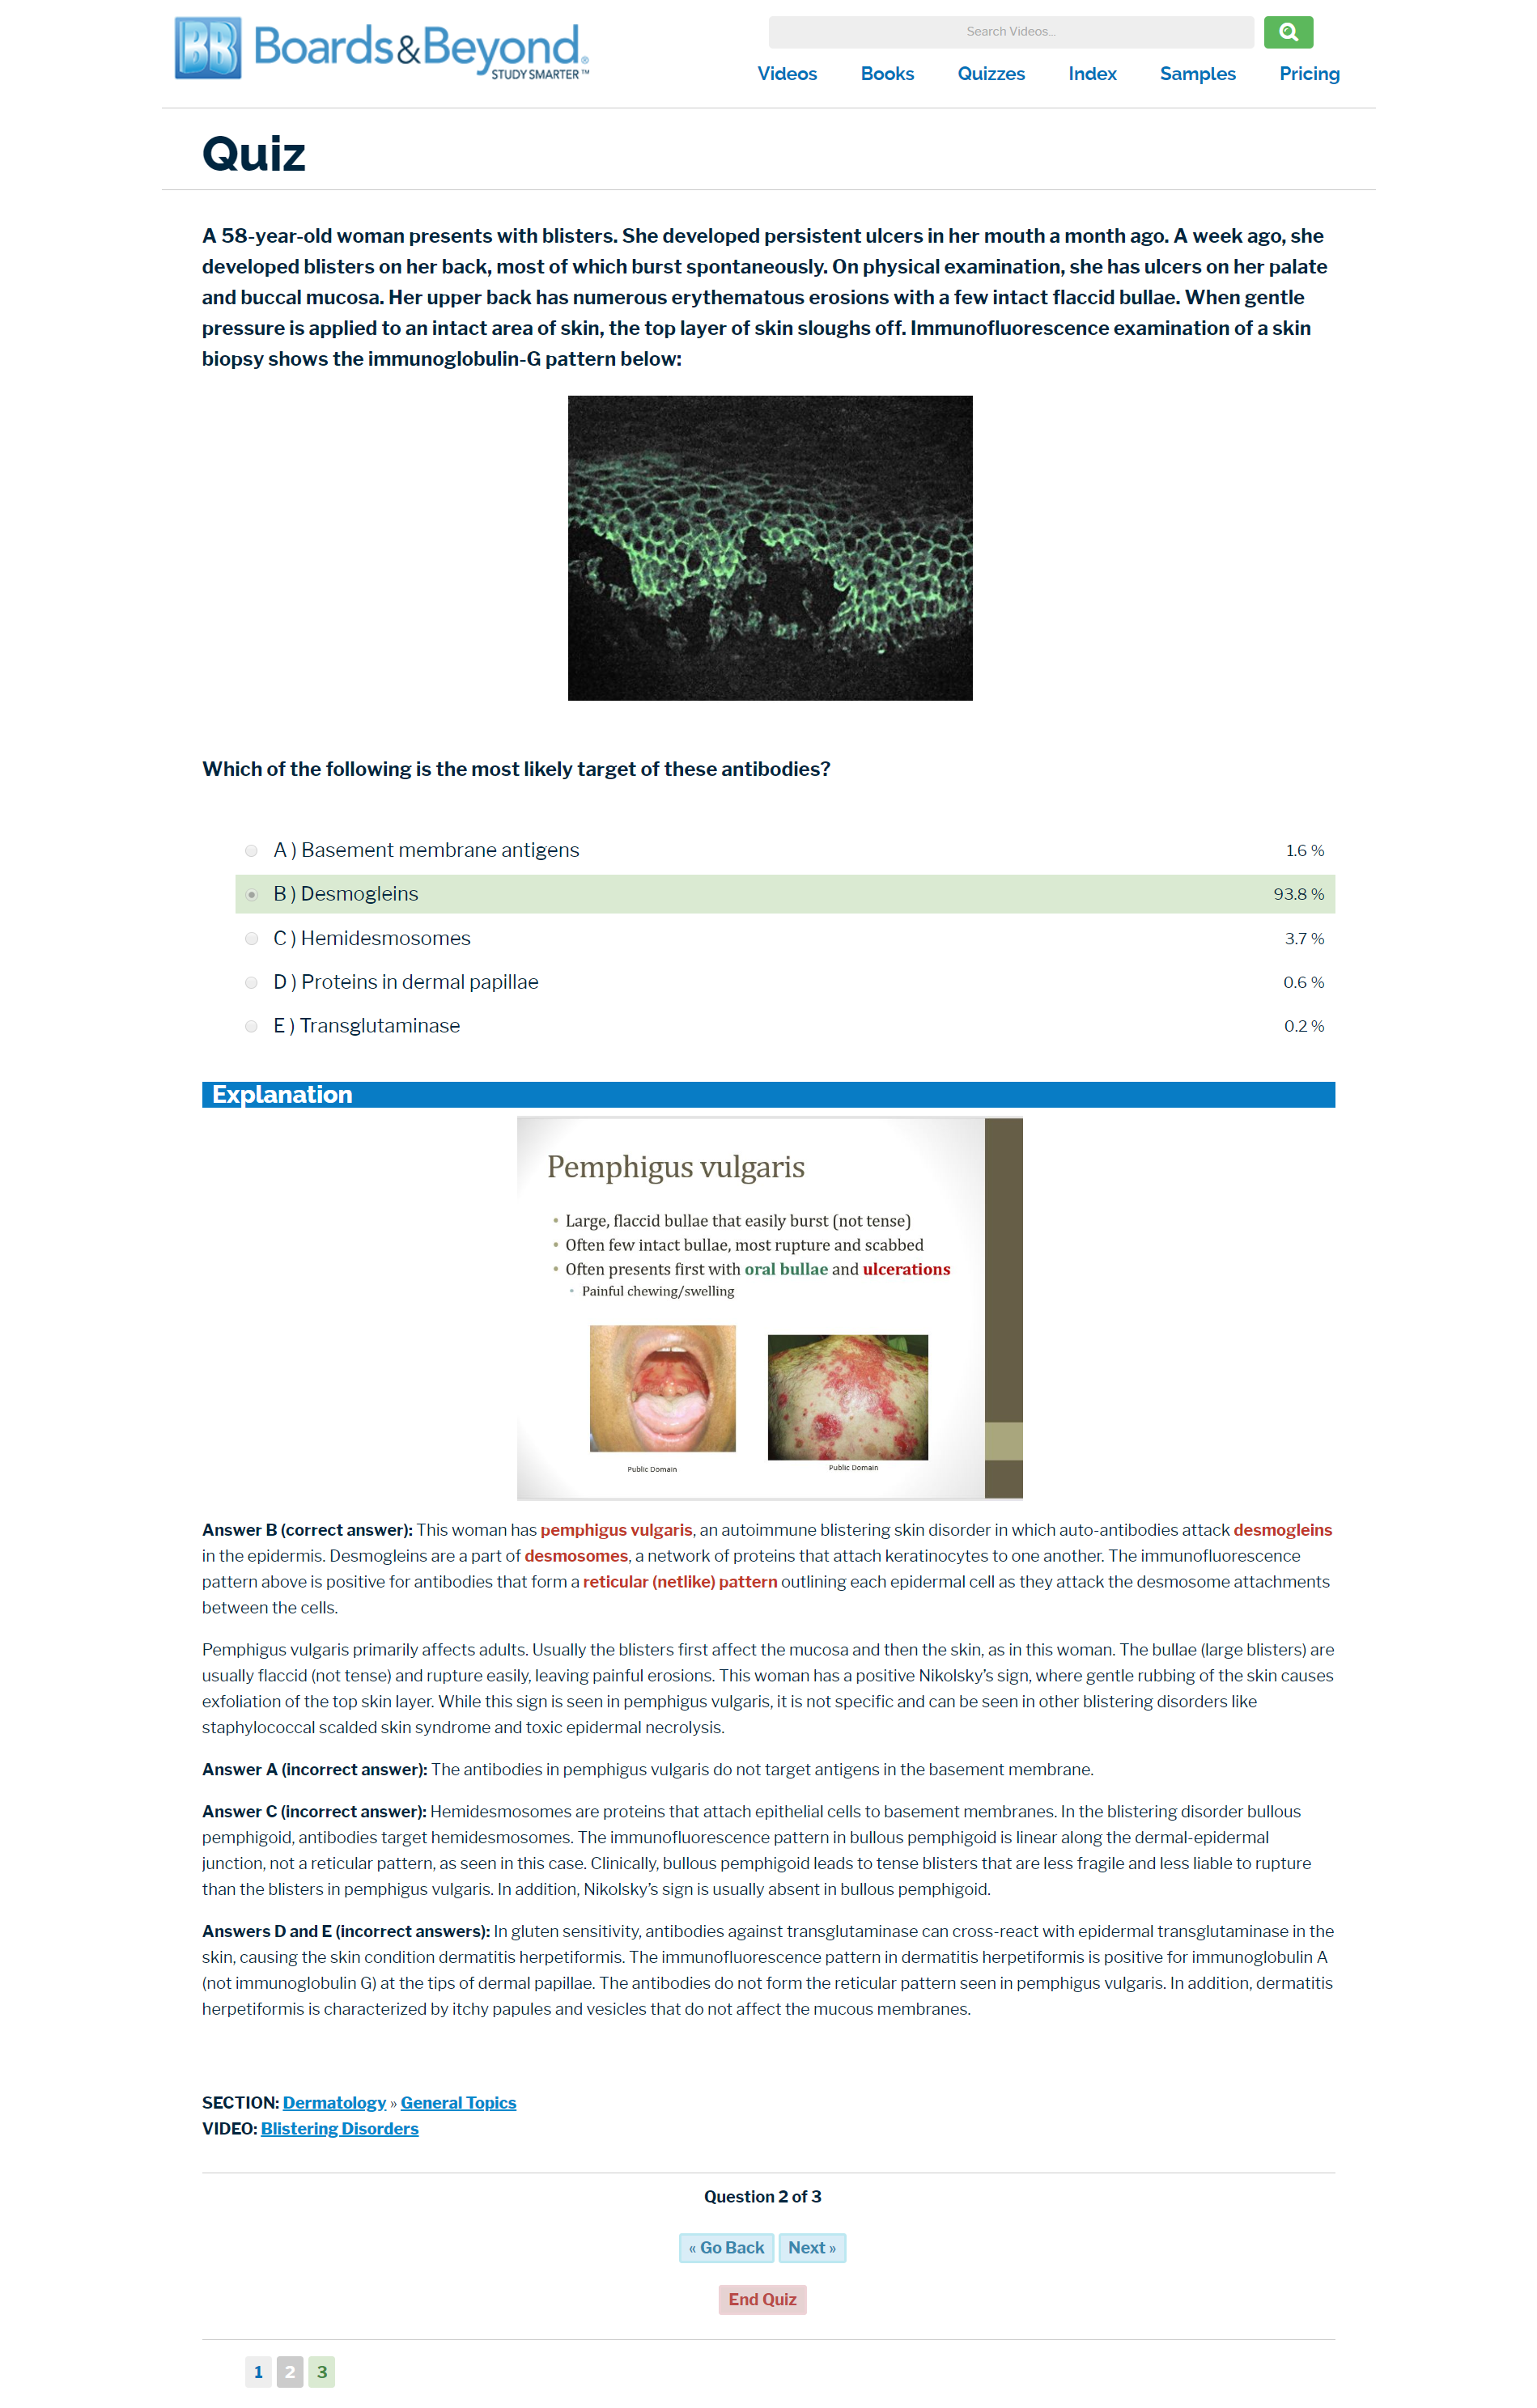 BB Boards&Beyond®
STUDY SMARTER™
Search Videos...
Videos Books Quizzes Index Samples Pricing
Quiz
A 58-year-old woman presents with blisters. She developed persistent ulcers in her mouth a month ago. A week ago, she
developed blisters on her back, most of which burst spontaneously. On physical examination, she has ulcers on her palate
and buccal mucosa. Her upper back has numerous erythematous erosions with a few intact flaccid bullae. When gentle
pressure is applied to an intact area of skin, the top layer of skin sloughs off. Immunofluorescence examination of a skin
biopsy shows the immunoglobulin-G pattern below:
Which of the following is the most likely target of these antibodies?
A ) Basement membrane antigens 1.6 %
B ) Desmogleins 93.8 %
C ) Hemidesmosomes 3.7 %
D ) Proteins in dermal papillae 0.6 %
E ) Transglutaminase 0.2 %
Explanation
Pemphigus vulgaris
• Large, flaccid bullae that easily burst (not tense)
• Often few intact bullae, most rupture and scabbed
• Often presents first with oral bullae and ulcerations
• Painful chewing/swelling
Public Domain Public Domain
Answer B (correct answer): This woman has pemphigus vulgaris, an autoimmune blistering skin disorder in which auto-antibodies attack desmogleins
in the epidermis. Desmogleins are a part of desmosomes, a network of proteins that attach keratinocytes to one another. The immunofluorescence
pattern above is positive for antibodies that form a reticular (netlike) pattern outlining each epidermal cell as they attack the desmosome attachments
between the cells.
Pemphigus vulgaris primarily affects adults. Usually the blisters first affect the mucosa and then the skin, as in this woman. The bullae (large blisters) are
usually flaccid (not tense) and rupture easily, leaving painful erosions. This woman has a positive Nikolsky’s sign, where gentle rubbing of the skin causes
exfoliation of the top skin layer. While this sign is seen in pemphigus vulgaris, it is not specific and can be seen in other blistering disorders like
staphylococcal scalded skin syndrome and toxic epidermal necrolysis.
Answer A (incorrect answer): The antibodies in pemphigus vulgaris do not target antigens in the basement membrane.
Answer C (incorrect answer): Hemidesmosomes are proteins that attach epithelial cells to basement membranes. In the blistering disorder bullous
pemphigoid, antibodies target hemidesmosomes. The immunofluorescence pattern in bullous pemphigoid is linear along the dermal-epidermal
junction, not a reticular pattern, as seen in this case. Clinically, bullous pemphigoid leads to tense blisters that are less fragile and less liable to rupture
than the blisters in pemphigus vulgaris. In addition, Nikolsky’s sign is usually absent in bullous pemphigoid.
Answers D and E (incorrect answers): In gluten sensitivity, antibodies against transglutaminase can cross-react with epidermal transglutaminase in the
skin, causing the skin condition dermatitis herpetiformis. The immunofluorescence pattern in dermatitis herpetiformis is positive for immunoglobulin A
(not immunoglobulin G) at the tips of dermal papillae. The antibodies do not form the reticular pattern seen in pemphigus vulgaris. In addition, dermatitis
herpetiformis is characterized by itchy papules and vesicles that do not affect the mucous membranes.
SECTION: Dermatology » General Topics
VIDEO: Blistering Disorders
Question 2 of 3
« Go Back Next »
End Quiz
1 2 3